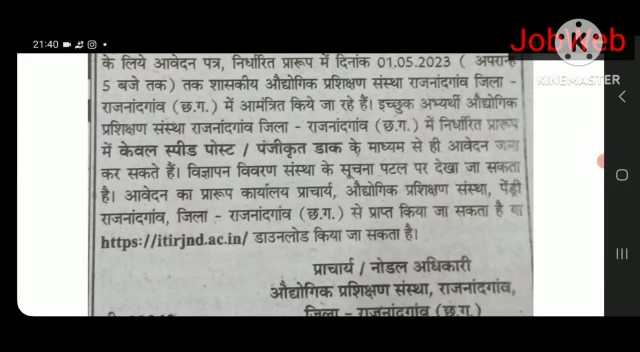 21:40
JobWeb
KINEMASTER
के लिये आवेदन पत्र, निर्धारित प्रारूप में दिनांक 01.05.2023 ( अपरान्ह
5 बजे तक) तक शासकीय औद्योगिक प्रशिक्षण संस्था राजनांदगांव जिला -
राजनांदगांव (छ.ग.) में आमंत्रित किये जा रहे हैं। इच्छुक अभ्यर्थी औद्योगिक
प्रशिक्षण संस्था राजनांदगांव जिला - राजनांदगांव (छ.ग.) में निर्धारित प्रारूप
में केवल स्पीड पोस्ट / पंजीकृत डाक के माध्यम से ही आवेदन जमा
कर सकते हैं। विज्ञापन विवरण संस्था के सूचना पटल पर देखा जा सकता
है। आवेदन का प्रारूप कार्यालय प्राचार्य, औद्योगिक प्रशिक्षण संस्था, पेंड्री
राजनांदगांव, जिला - राजनांदगांव (छ.ग.) से प्राप्त किया जा सकता है या
https://itirjnd.ac.in/ डाउनलोड किया जा सकता है।
प्राचार्य / नोडल अधिकारी
औद्योगिक प्रशिक्षण संस्था, राजनांदगांव,
जिला - राजनांदगांव (छ.ग.)